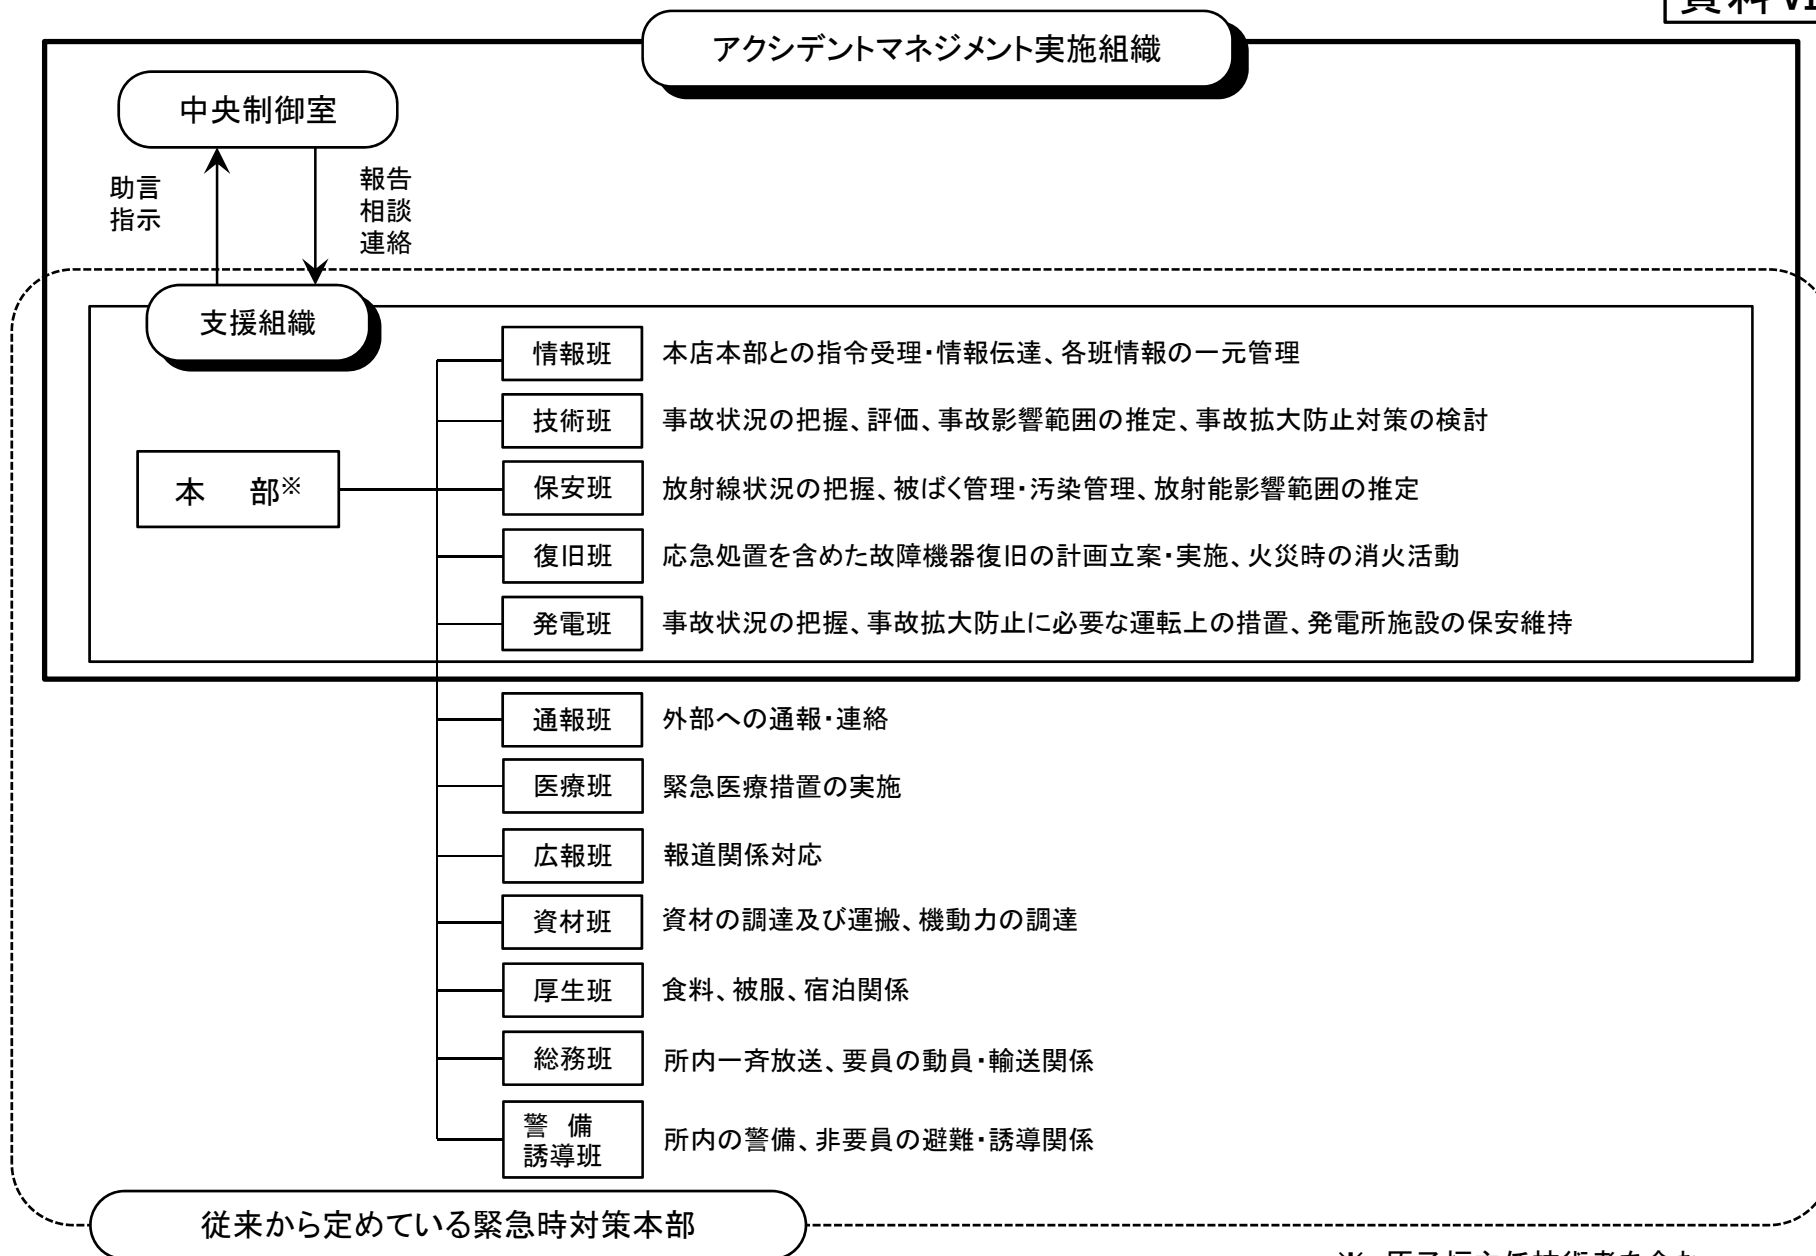 資料
アクシデントマネジメント実施組織
中央制御室
助言
指示
報告
相談
連絡
支援組織
情報班 本店本部との指令受理・情報伝達、各班情報の一元管理
技術班 事故状況の把握、評価、事故影響範囲の推定、事故拡大防止対策の検討
本 部※
保安班 放射線状況の把握、被ばく管理・汚染管理、放射能影響範囲の推定
復旧班 応急処置を含めた故障機器復旧の計画立案・実施、火災時の消火活動
発電班 事故状況の把握、事故拡大防止に必要な運転上の措置、発電所施設の保安維持
通報班 外部への通報・連絡
医療班 緊急医療措置の実施
広報班 報道関係対応
資材班 資材の調達及び運搬、機動力の調達
厚生班 食料、被服、宿泊関係
総務班 所内一斉放送、要員の動員・輸送関係
警 備
誘導班 所内の警備、非要員の避難・誘導関係
従来から定めている緊急時対策本部
※ 原子炉主任技術者を含む